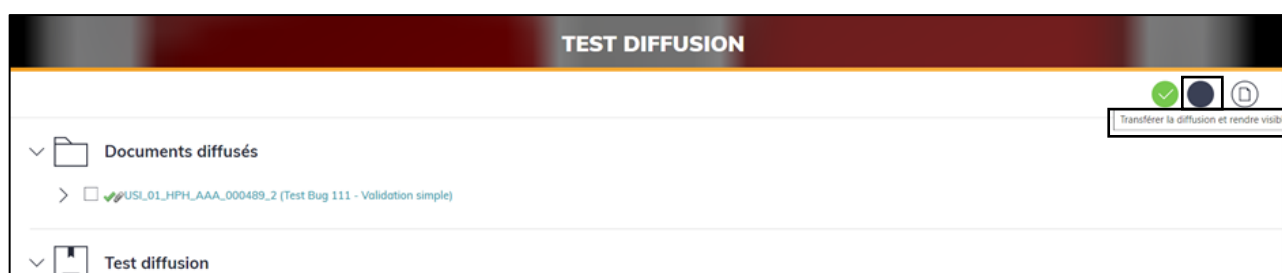 TEST DIFFUSION
Transférer la diffusion et rendre visib
Documents diffusés
USI_01_HPH_AAA_000489_2 (Test Bug 111 - Validation simple)
Test diffusion